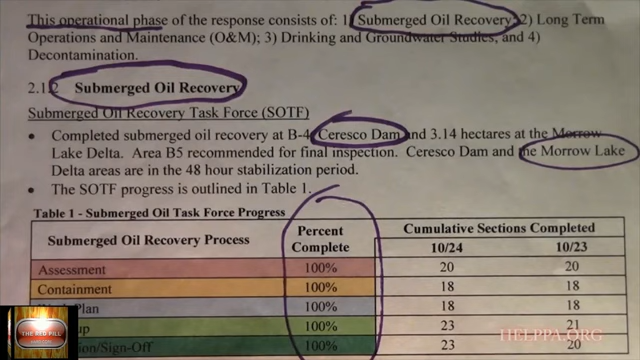 This operational phase of the response consists of: 1) Submerged Oil Recovery; 2) Long Term
Operations and Maintenance (O&M); 3) Drinking and Groundwater Studies, and 4)
Decontamination.
2.1.2 Submerged Oil Recovery
Submerged Oil Recovery Task Force (SOTF)
• Completed submerged oil recovery at B-4 Ceresco Dam and 3.14 hectares at the Morrow
Lake Delta. Area B5 recommended for final inspection. Ceresco Dam and the Morrow Lake
Delta areas are in the 48 hour stabilization period.
• The SOTF progress is outlined in Table 1.
Table 1 - Submerged Oil Task Force Progress
Submerged Oil Recovery Process Percent Complete Cumulative Sections Completed
10/24 10/23
Assessment 100% 20 20
Containment 100% 18 18
Plan 100% 18 18
up 100% 23 21
ion/Sign-Off 100% 23 20
THE RED PILL
HELPPA.ORG